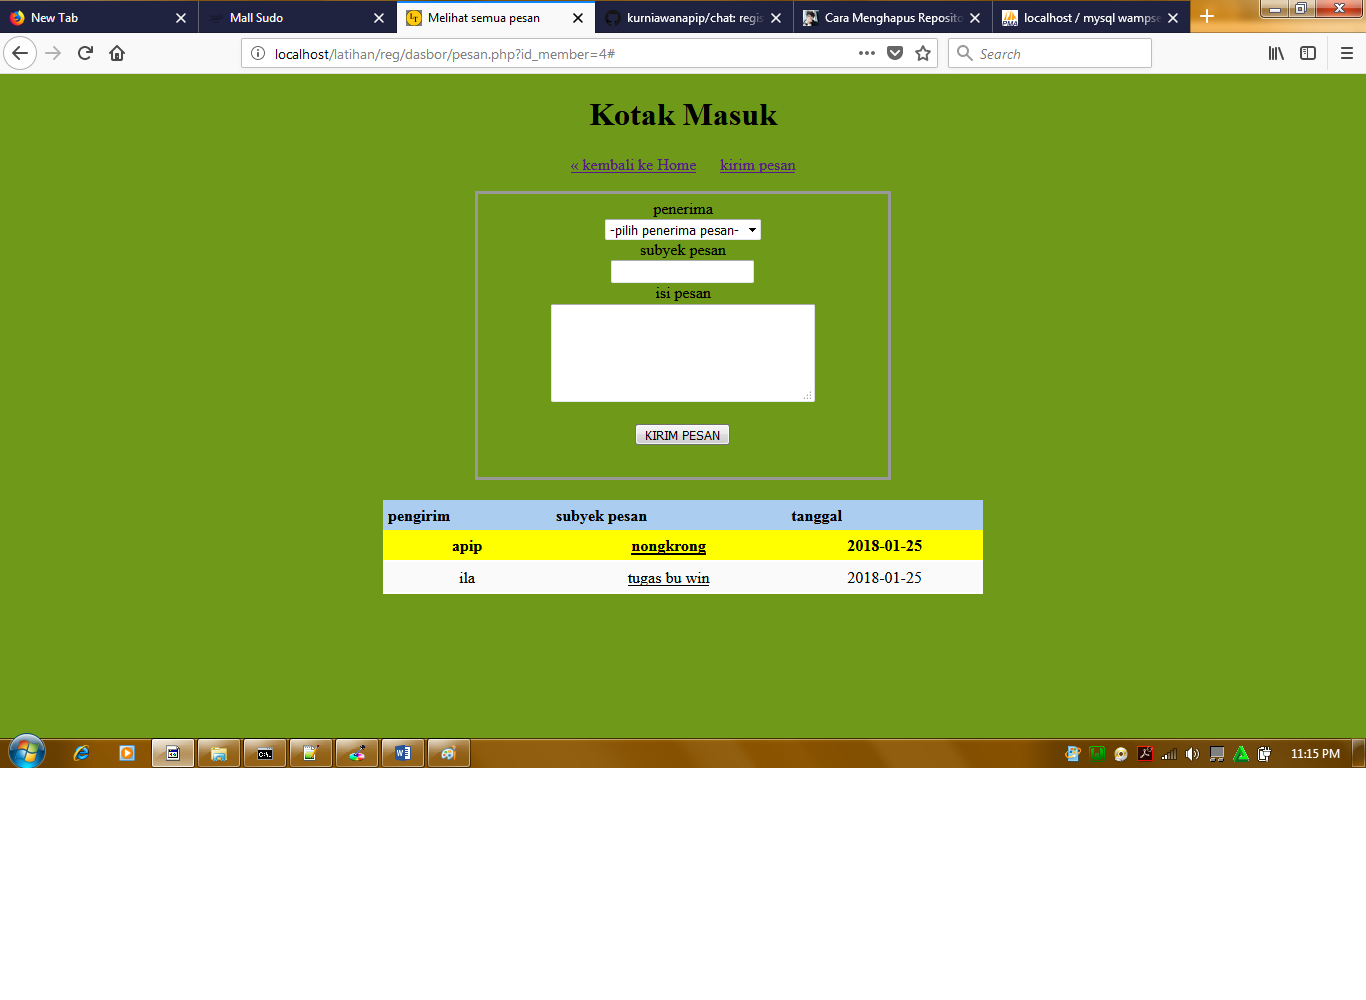 New Tab
Mall Sudo
Melihat semua pesan
kurniawanapip/chat: regis
Cara Menghapus Reposito
localhost / mysql wampse
localhost/latihan/reg/dasbor/pesan.php?id_member=4#
Search
Kotak Masuk
« kembali ke Home kirim pesan
penerima
-pilih penerima pesan-
subyek pesan
isi pesan
KIRIM PESAN
pengirim subyek pesan tanggal
apip nongkrong 2018-01-25
ila tugas bu win 2018-01-25
11:15 PM